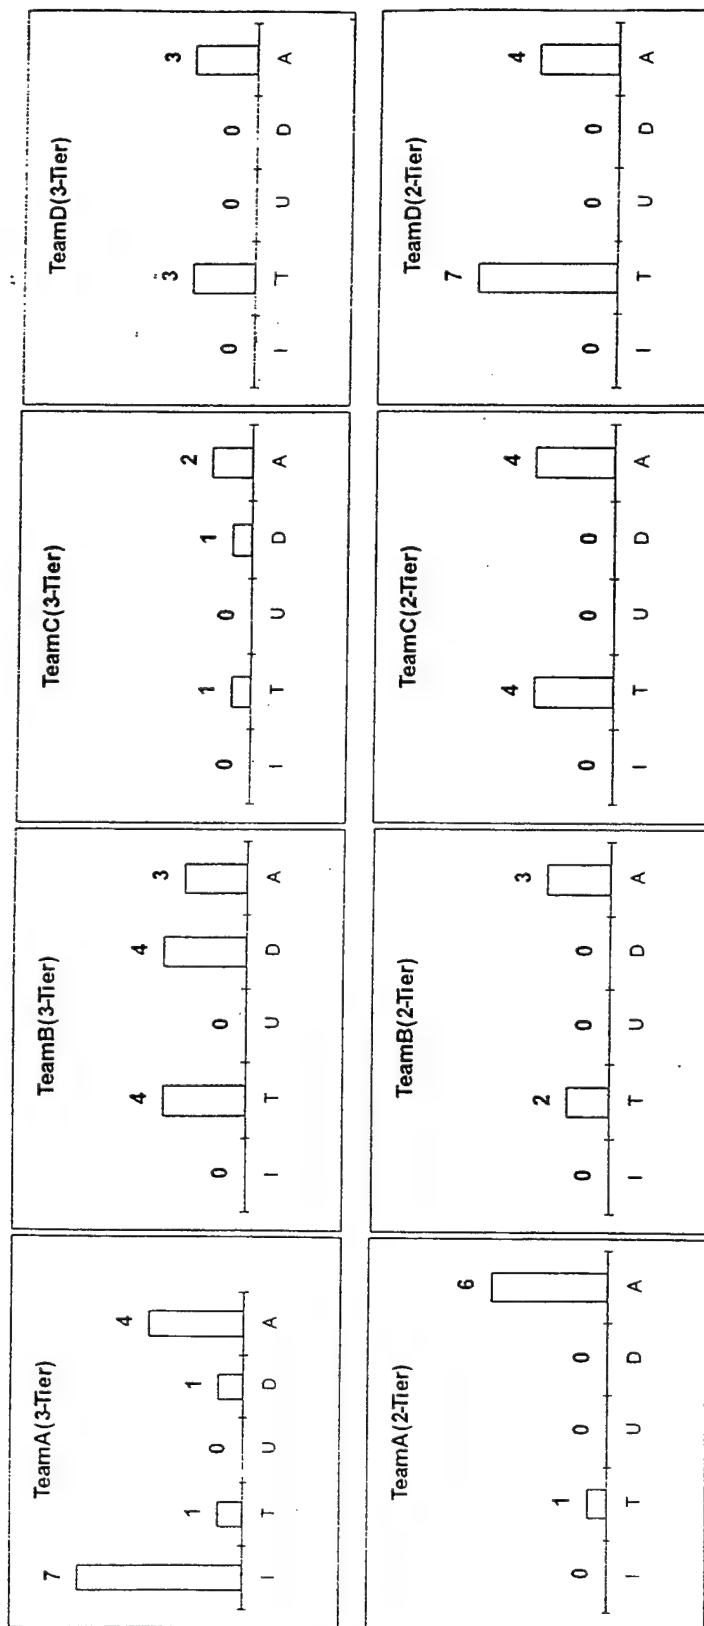 TeamA(3-Tier)
7
1
0
1
4
I T U D A
TeamB(3-Tier)
0
4
0
4
3
I T U D A
TeamC(3-Tier)
0
1
0
1
2
I T U D A
TeamD(3-Tier)
0
3
0
0
3
I T U D A
TeamA(2-Tier)
0
1
0
0
6
I T U D A
TeamB(2-Tier)
0
2
0
0
3
I T U D A
TeamC(2-Tier)
0
4
0
0
4
I T U D A
TeamD(2-Tier)
0
7
0
0
4
I T U D A